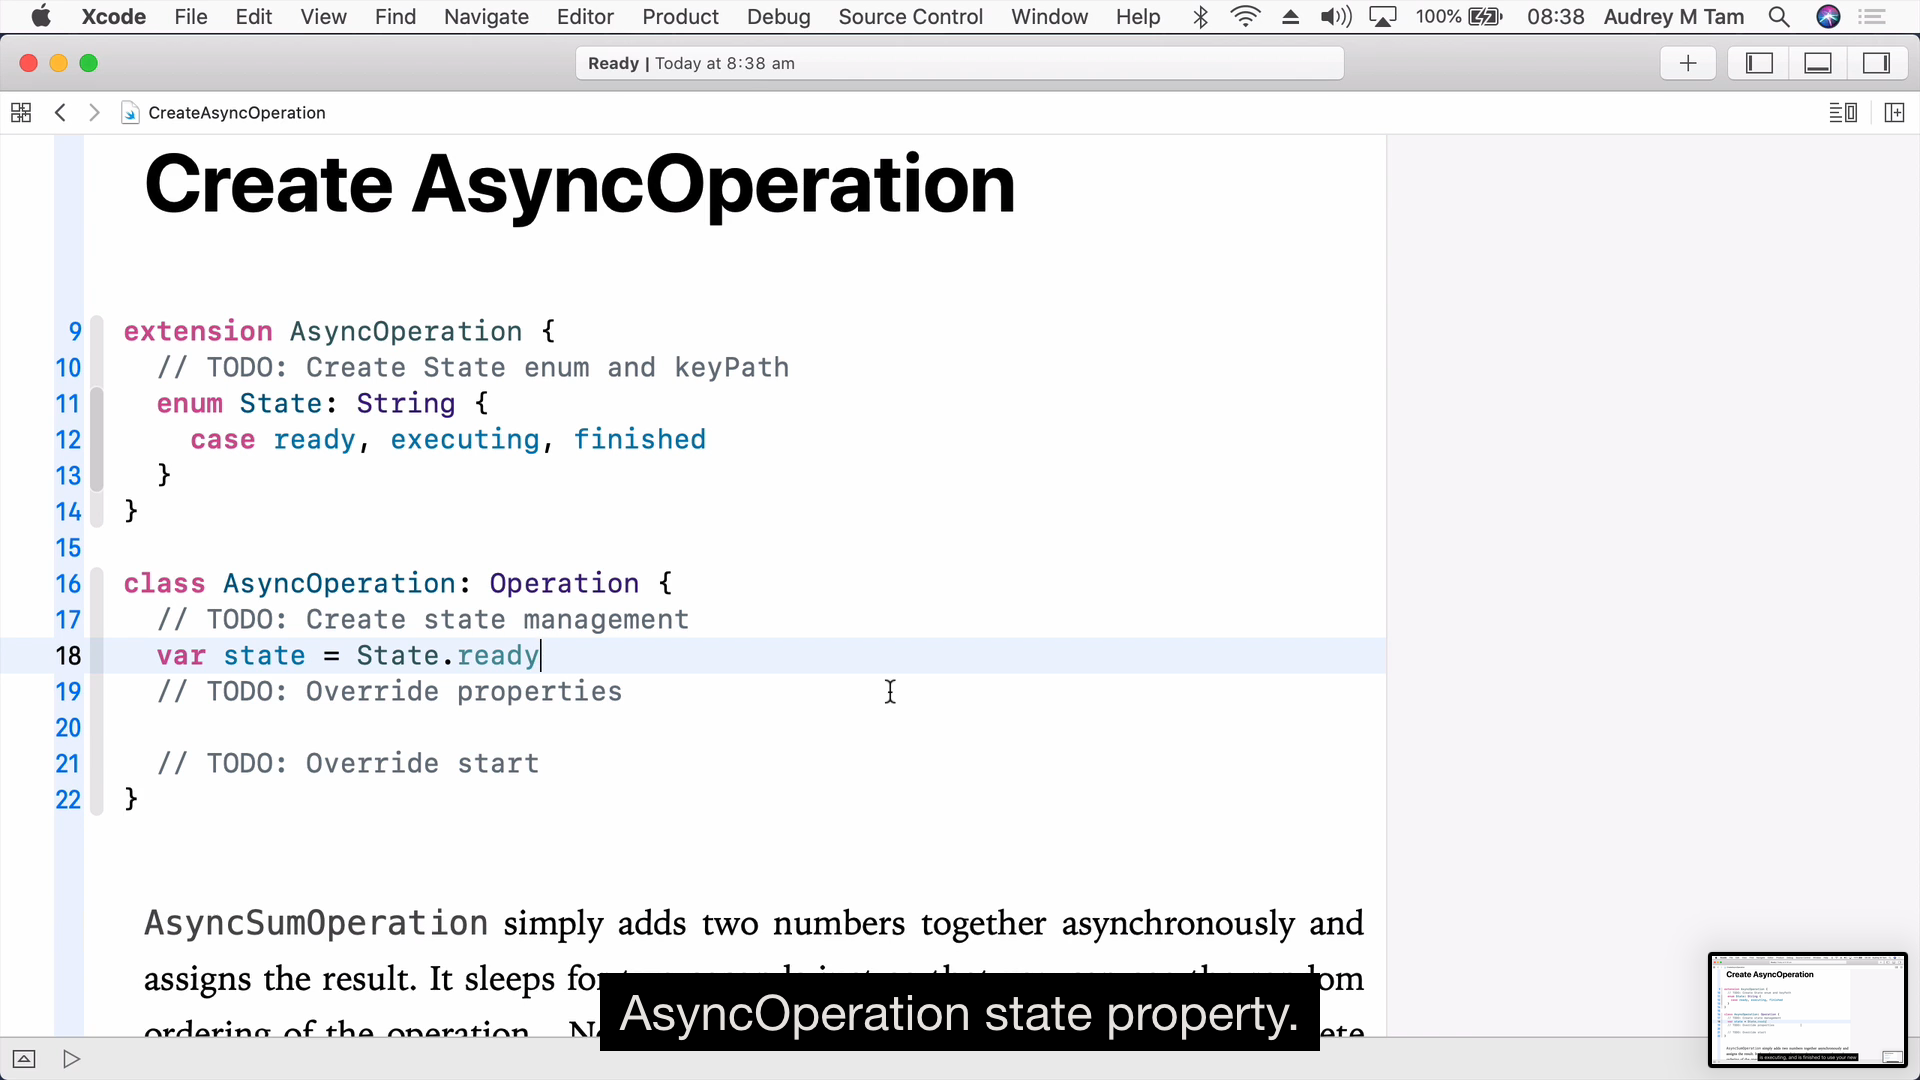 Xcode File Edit View Find Navigate Editor Product Debug Source Control Window Help 100% 08:38 Audrey M Tam
Ready | Today at 8:38 am
CreateAsyncOperation
Create AsyncOperation
9 extension AsyncOperation {
10 // TODO: Create State enum and keyPath
11 enum State: String {
12 case ready, executing, finished
13 }
14 }
15
16 class AsyncOperation: Operation {
17 // TODO: Create state management
18 var state = State.ready
19 // TODO: Override properties
20
21 // TODO: Override start
22 }
AsyncSumOperation simply adds two numbers together asynchronously and
assigns the result. It sleeps for
ordering of the operation.
AsyncOperation state property.
Create AsyncOperation